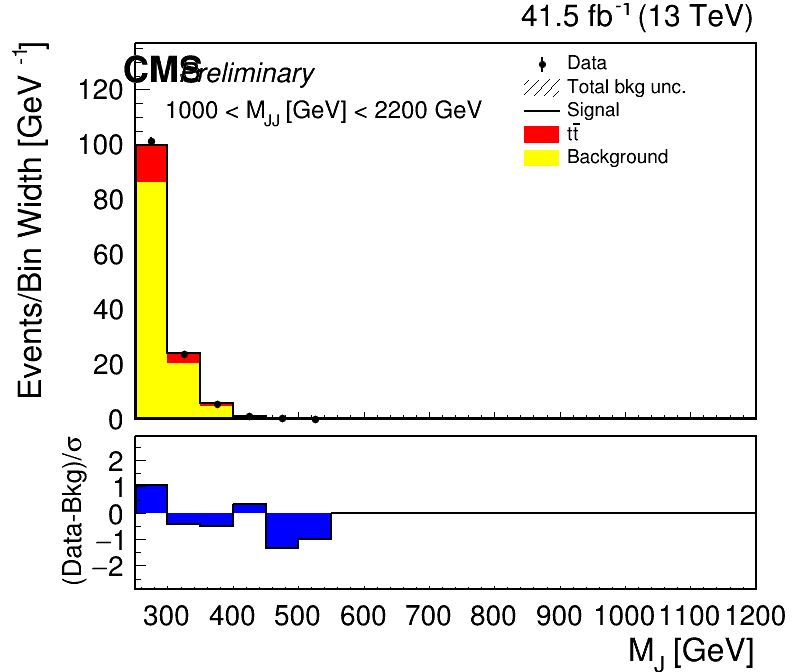 41.5 fb⁻¹ (13 TeV)
CMS Preliminary
1000 < M_JJ [GeV] < 2200 GeV
Data
Total bkg unc.
Signal
tt̄
Background
Events/Bin Width [GeV⁻¹]
120
100
80
60
40
20
0
(Data-Bkg)/σ
2
1
0
−1
−2
300 400 500 600 700 800 900 1000 1100 1200
M_J [GeV]